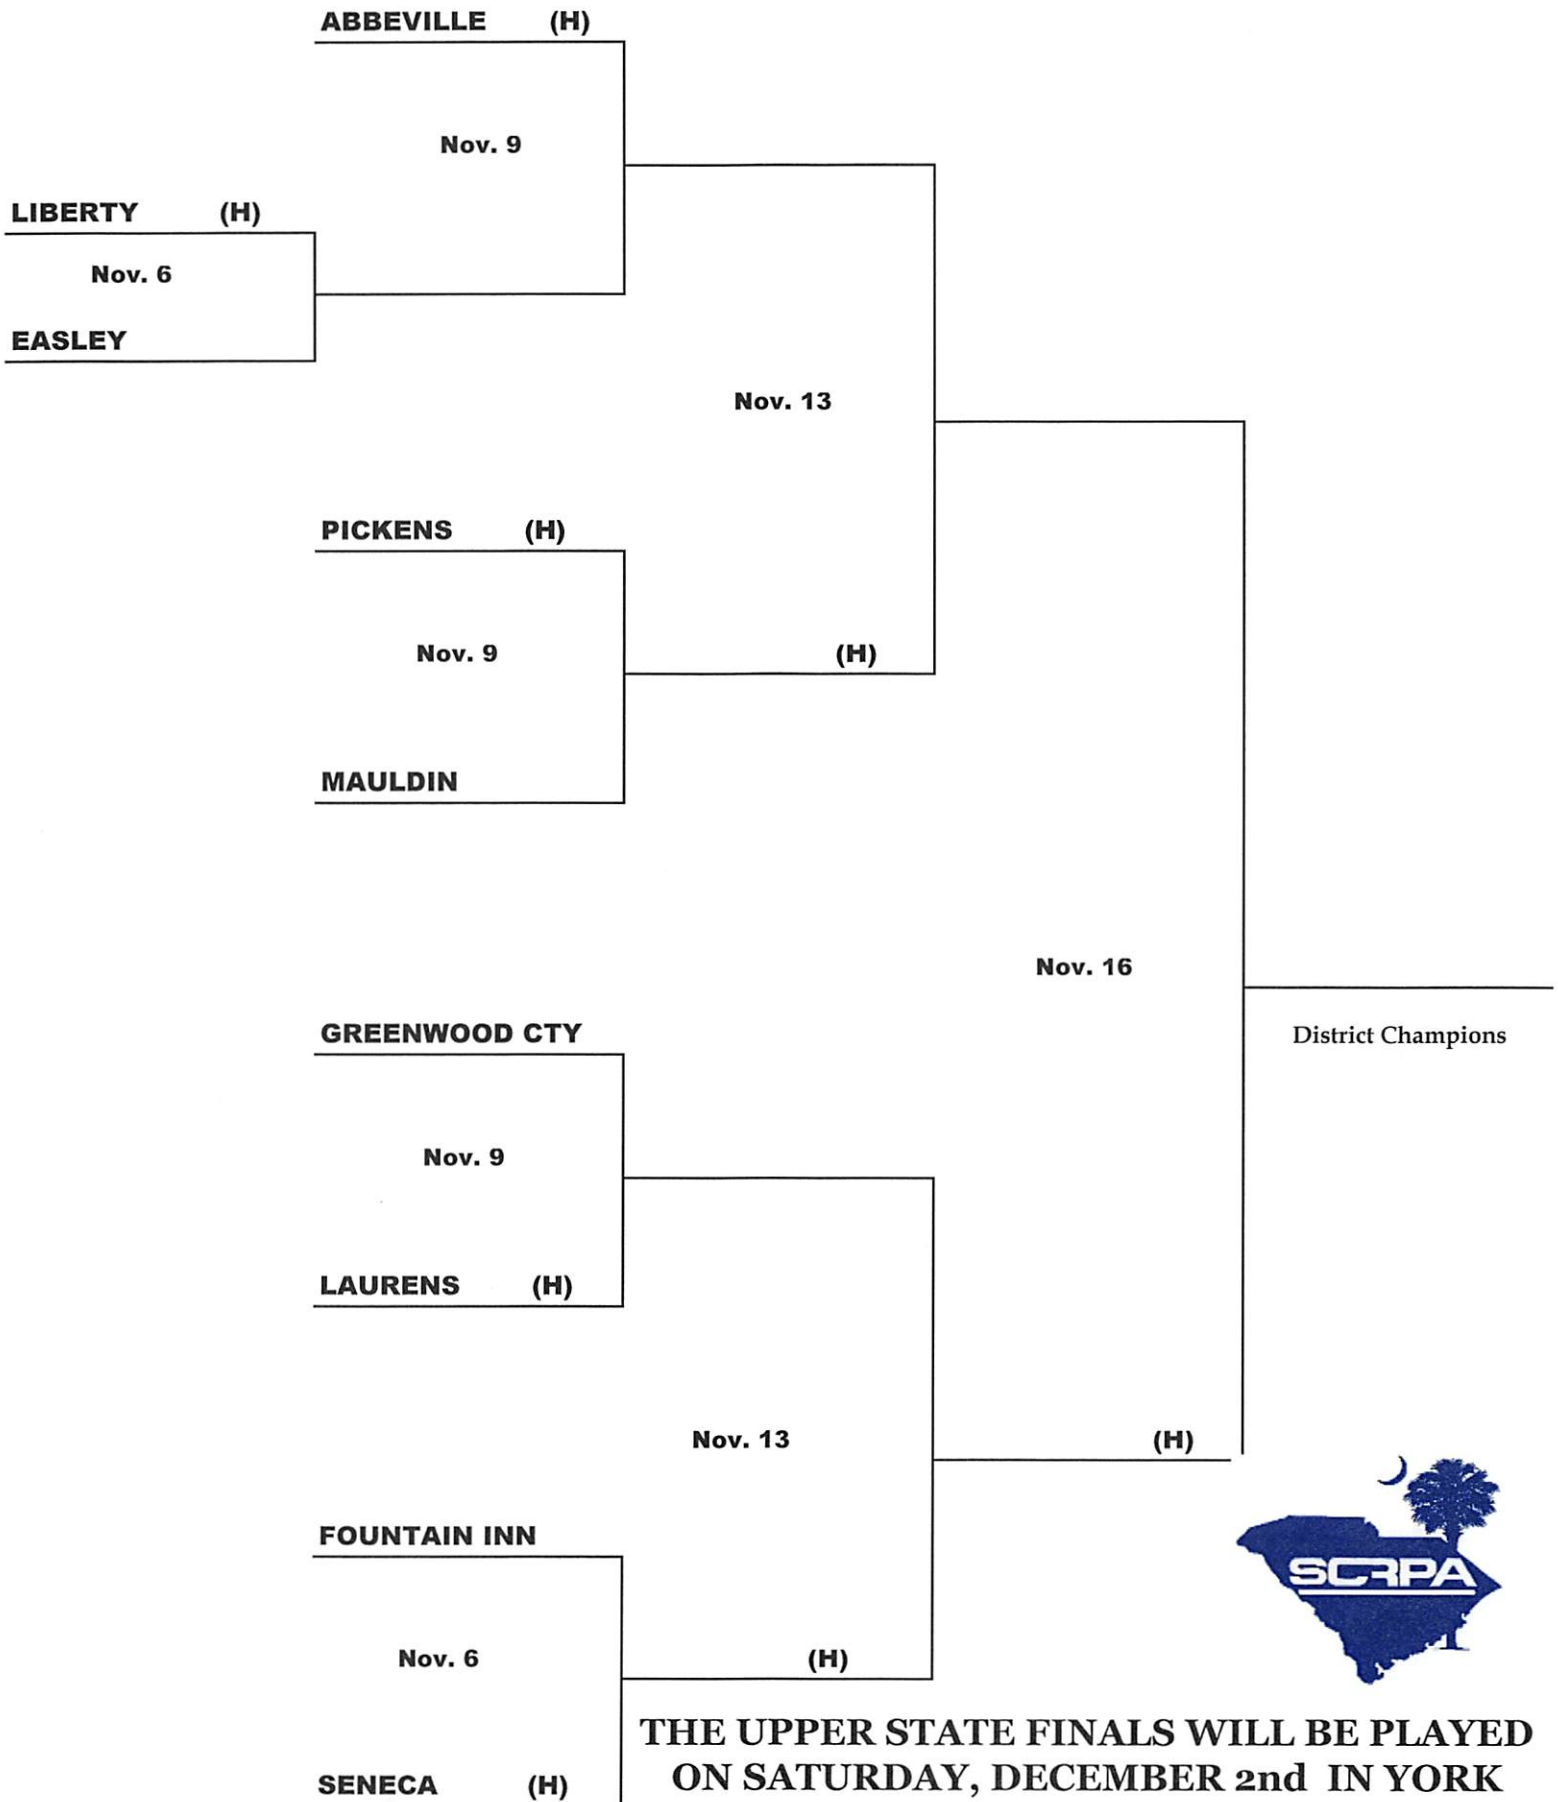 ABBEVILLE (H)
Nov. 9
LIBERTY (H)
Nov. 6
EASLEY
Nov. 13
PICKENS (H)
Nov. 9
(H)
MAULDIN
Nov. 16
District Champions
GREENWOOD CTY
Nov. 9
LAURENS (H)
Nov. 13
(H)
FOUNTAIN INN
SCRPA
Nov. 6
(H)
SENECA (H)
THE UPPER STATE FINALS WILL BE PLAYED
ON SATURDAY, DECEMBER 2nd IN YORK